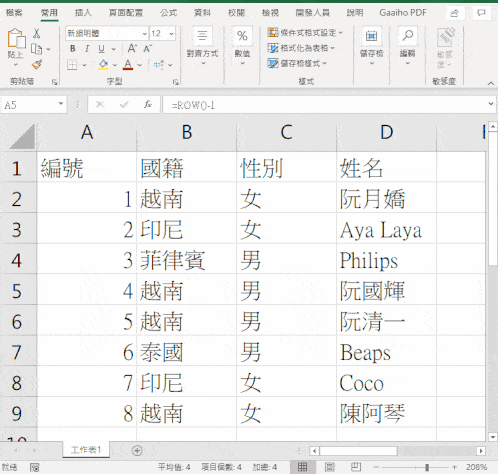 檔案 常用 插入 頁面配置 公式 資料 校閱 檢視 開發人員 說明 Gaaiho PDF
貼上
新細明體 12
B I U A A
對齊方式
%
數值
條件式格式設定
格式化為表格
儲存格樣式
儲存格
編輯
敏感度
剪貼簿 字型 樣式 敏感度
A5 fx =ROW()-1
A B C D
1 編號 國籍 性別 姓名
2 1 越南 女 阮月嬌
3 2 印尼 女 Aya Laya
4 3 菲律賓 男 Philips
5 4 越南 男 阮國輝
6 5 越南 男 阮清一
7 6 泰國 男 Beaps
8 7 印尼 女 Coco
9 8 越南 女 陳阿琴
工作表1
就緒 平均值: 4 項目個數: 4 加總: 4 208%